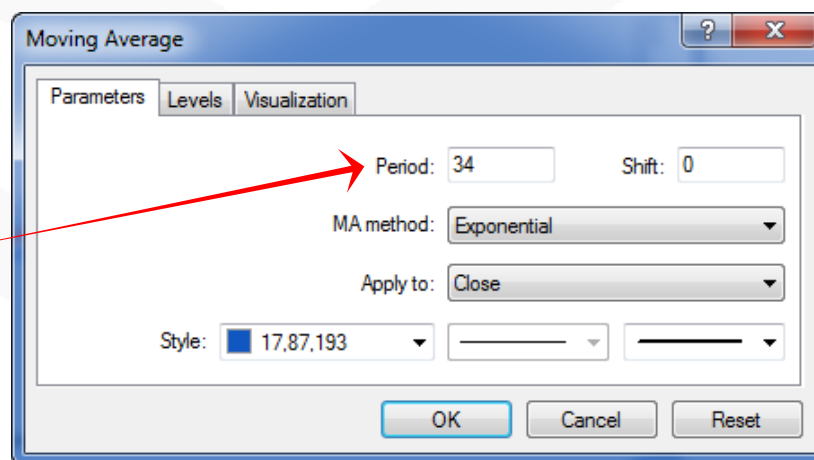 Moving Average
Parameters Levels Visualization
Period: 34 Shift: 0
MA method: Exponential
Apply to: Close
Style: 17,87,193
OK Cancel Reset